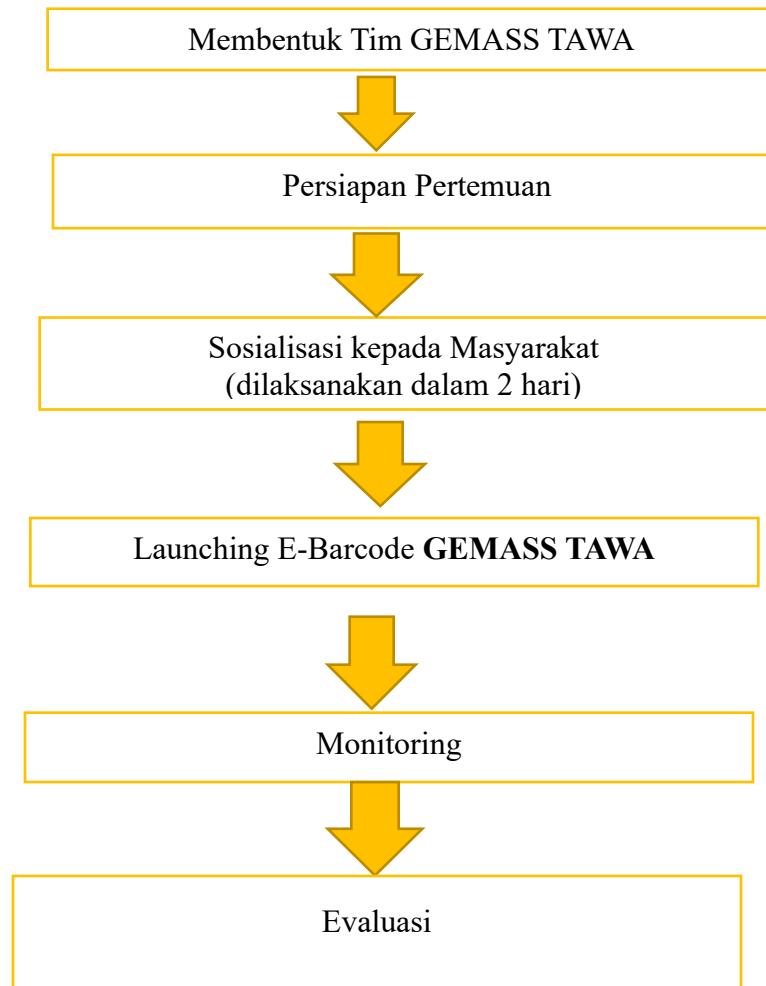 Membentuk Tim GEMASS TAWA
Persiapan Pertemuan
Sosialisasi kepada Masyarakat
(dilaksanakan dalam 2 hari)
Launching E-Barcode GEMASS TAWA
Monitoring
Evaluasi